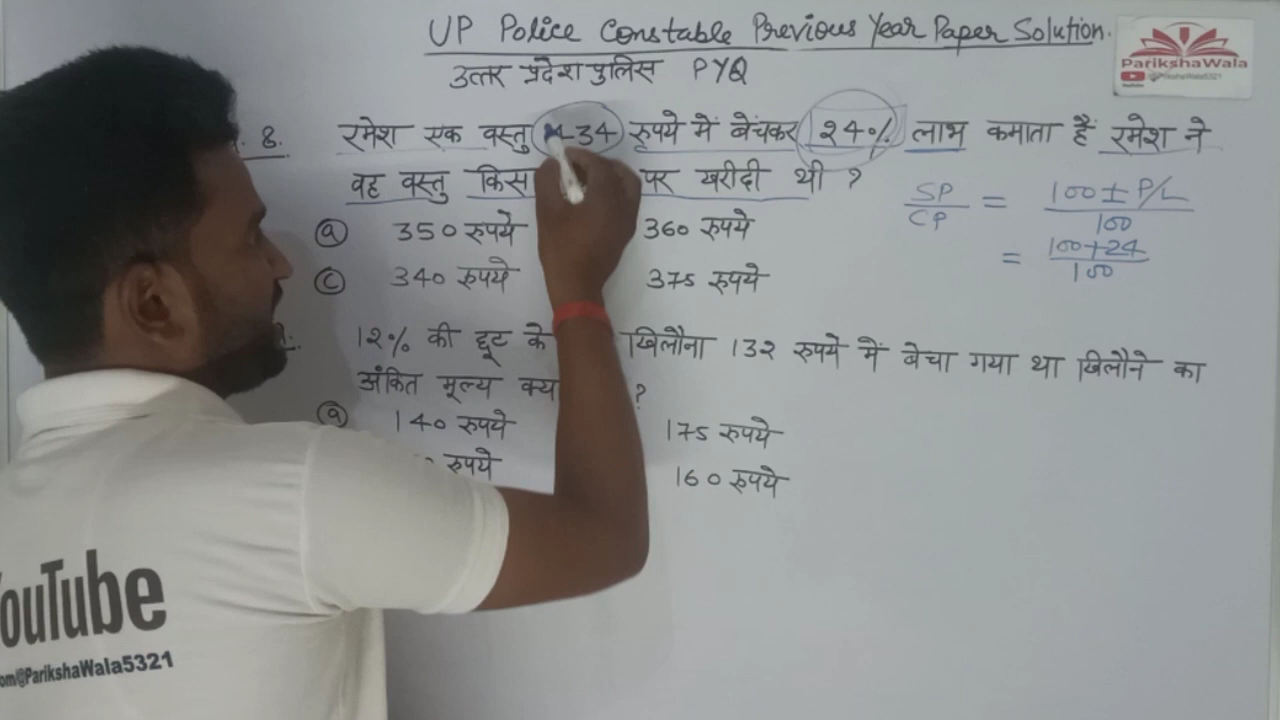 UP Police Constable Previous Year Paper Solution.
उत्तर प्रदेश पुलिस PYQ
ParikshaWala
@ParikshaWala5321
8. रमेश एक वस्तु 434 रुपये में बेंचकर 24% लाभ कमाता हैं रमेश ने
वह वस्तु किस पर खरीदी थी ?
SP/CP = 100 ± P/L / 100
= 100+24 / 100
ⓐ 350 रुपये 360 रुपये
ⓒ 340 रुपये 375 रुपये
12% की छूट के खिलौना 132 रुपये में बेचा गया था खिलौने का
अंकित मूल्य क्या ?
ⓐ 140 रुपये 175 रुपये
रुपये 160 रुपये
YouTube
om/@ParikshaWala5321